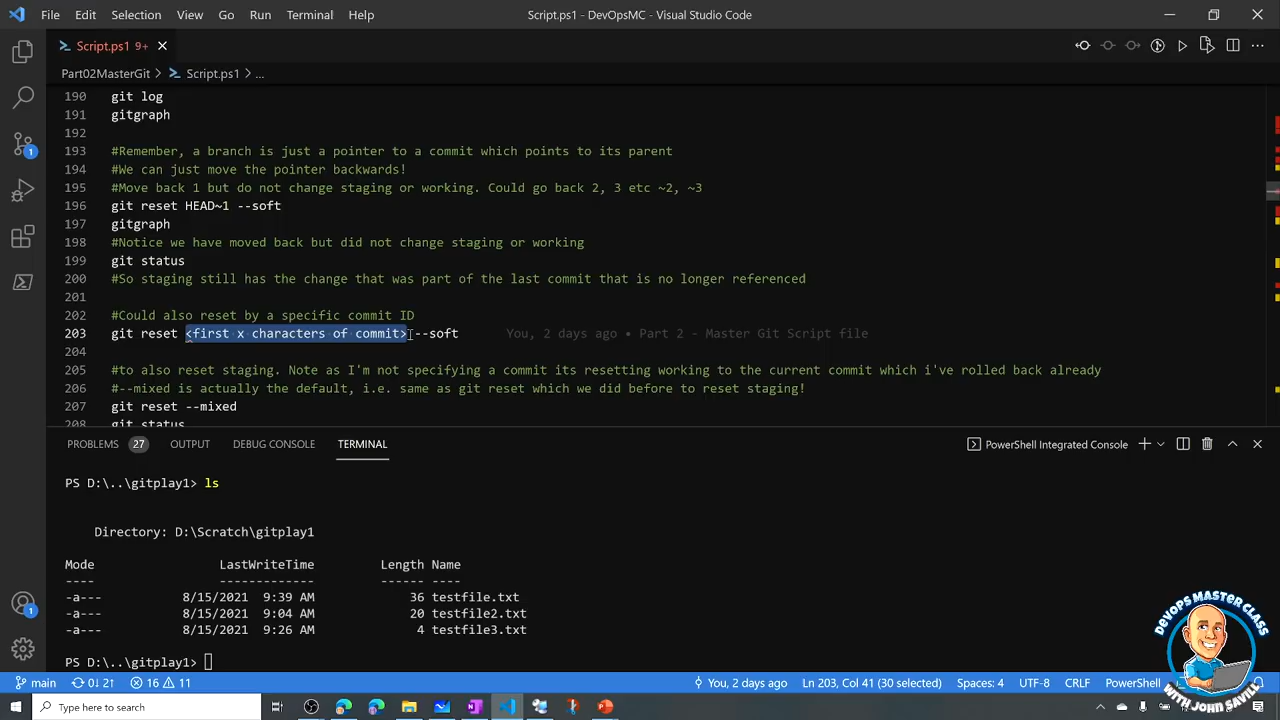 File Edit Selection View Go Run Terminal Help Script.ps1 - DevOpsMC - Visual Studio Code
Script.ps1 9+
Part02MasterGit > Script.ps1 > ...
190 git log
191 gitgraph
192
193 #Remember, a branch is just a pointer to a commit which points to its parent
194 #We can just move the pointer backwards!
195 #Move back 1 but do not change staging or working. Could go back 2, 3 etc ~2, ~3
196 git reset HEAD~1 --soft
197 gitgraph
198 #Notice we have moved back but did not change staging or working
199 git status
200 #So staging still has the change that was part of the last commit that is no longer referenced
201
202 #Could also reset by a specific commit ID
203 git reset <first x characters of commit> --soft You, 2 days ago • Part 2 - Master Git Script file
204
205 #to also reset staging. Note as I'm not specifying a commit its resetting working to the current commit which i've rolled back already
206 #--mixed is actually the default, i.e. same as git reset which we did before to reset staging!
207 git reset --mixed
208 git status
PROBLEMS 27 OUTPUT DEBUG CONSOLE TERMINAL PowerShell Integrated Console
PS D:\..\gitplay1> ls
Directory: D:\Scratch\gitplay1
Mode LastWriteTime Length Name
---- ------------- ------ ----
-a--- 8/15/2021 9:39 AM 36 testfile.txt
-a--- 8/15/2021 9:04 AM 20 testfile2.txt
-a--- 8/15/2021 9:26 AM 4 testfile3.txt
PS D:\..\gitplay1>
DEVOPS MASTER CLASS
WITH JOHN SAVILL
1
1
main 0↓ 2↑ 16 11 You, 2 days ago Ln 203, Col 41 (30 selected) Spaces: 4 UTF-8 CRLF PowerShell
Type here to search